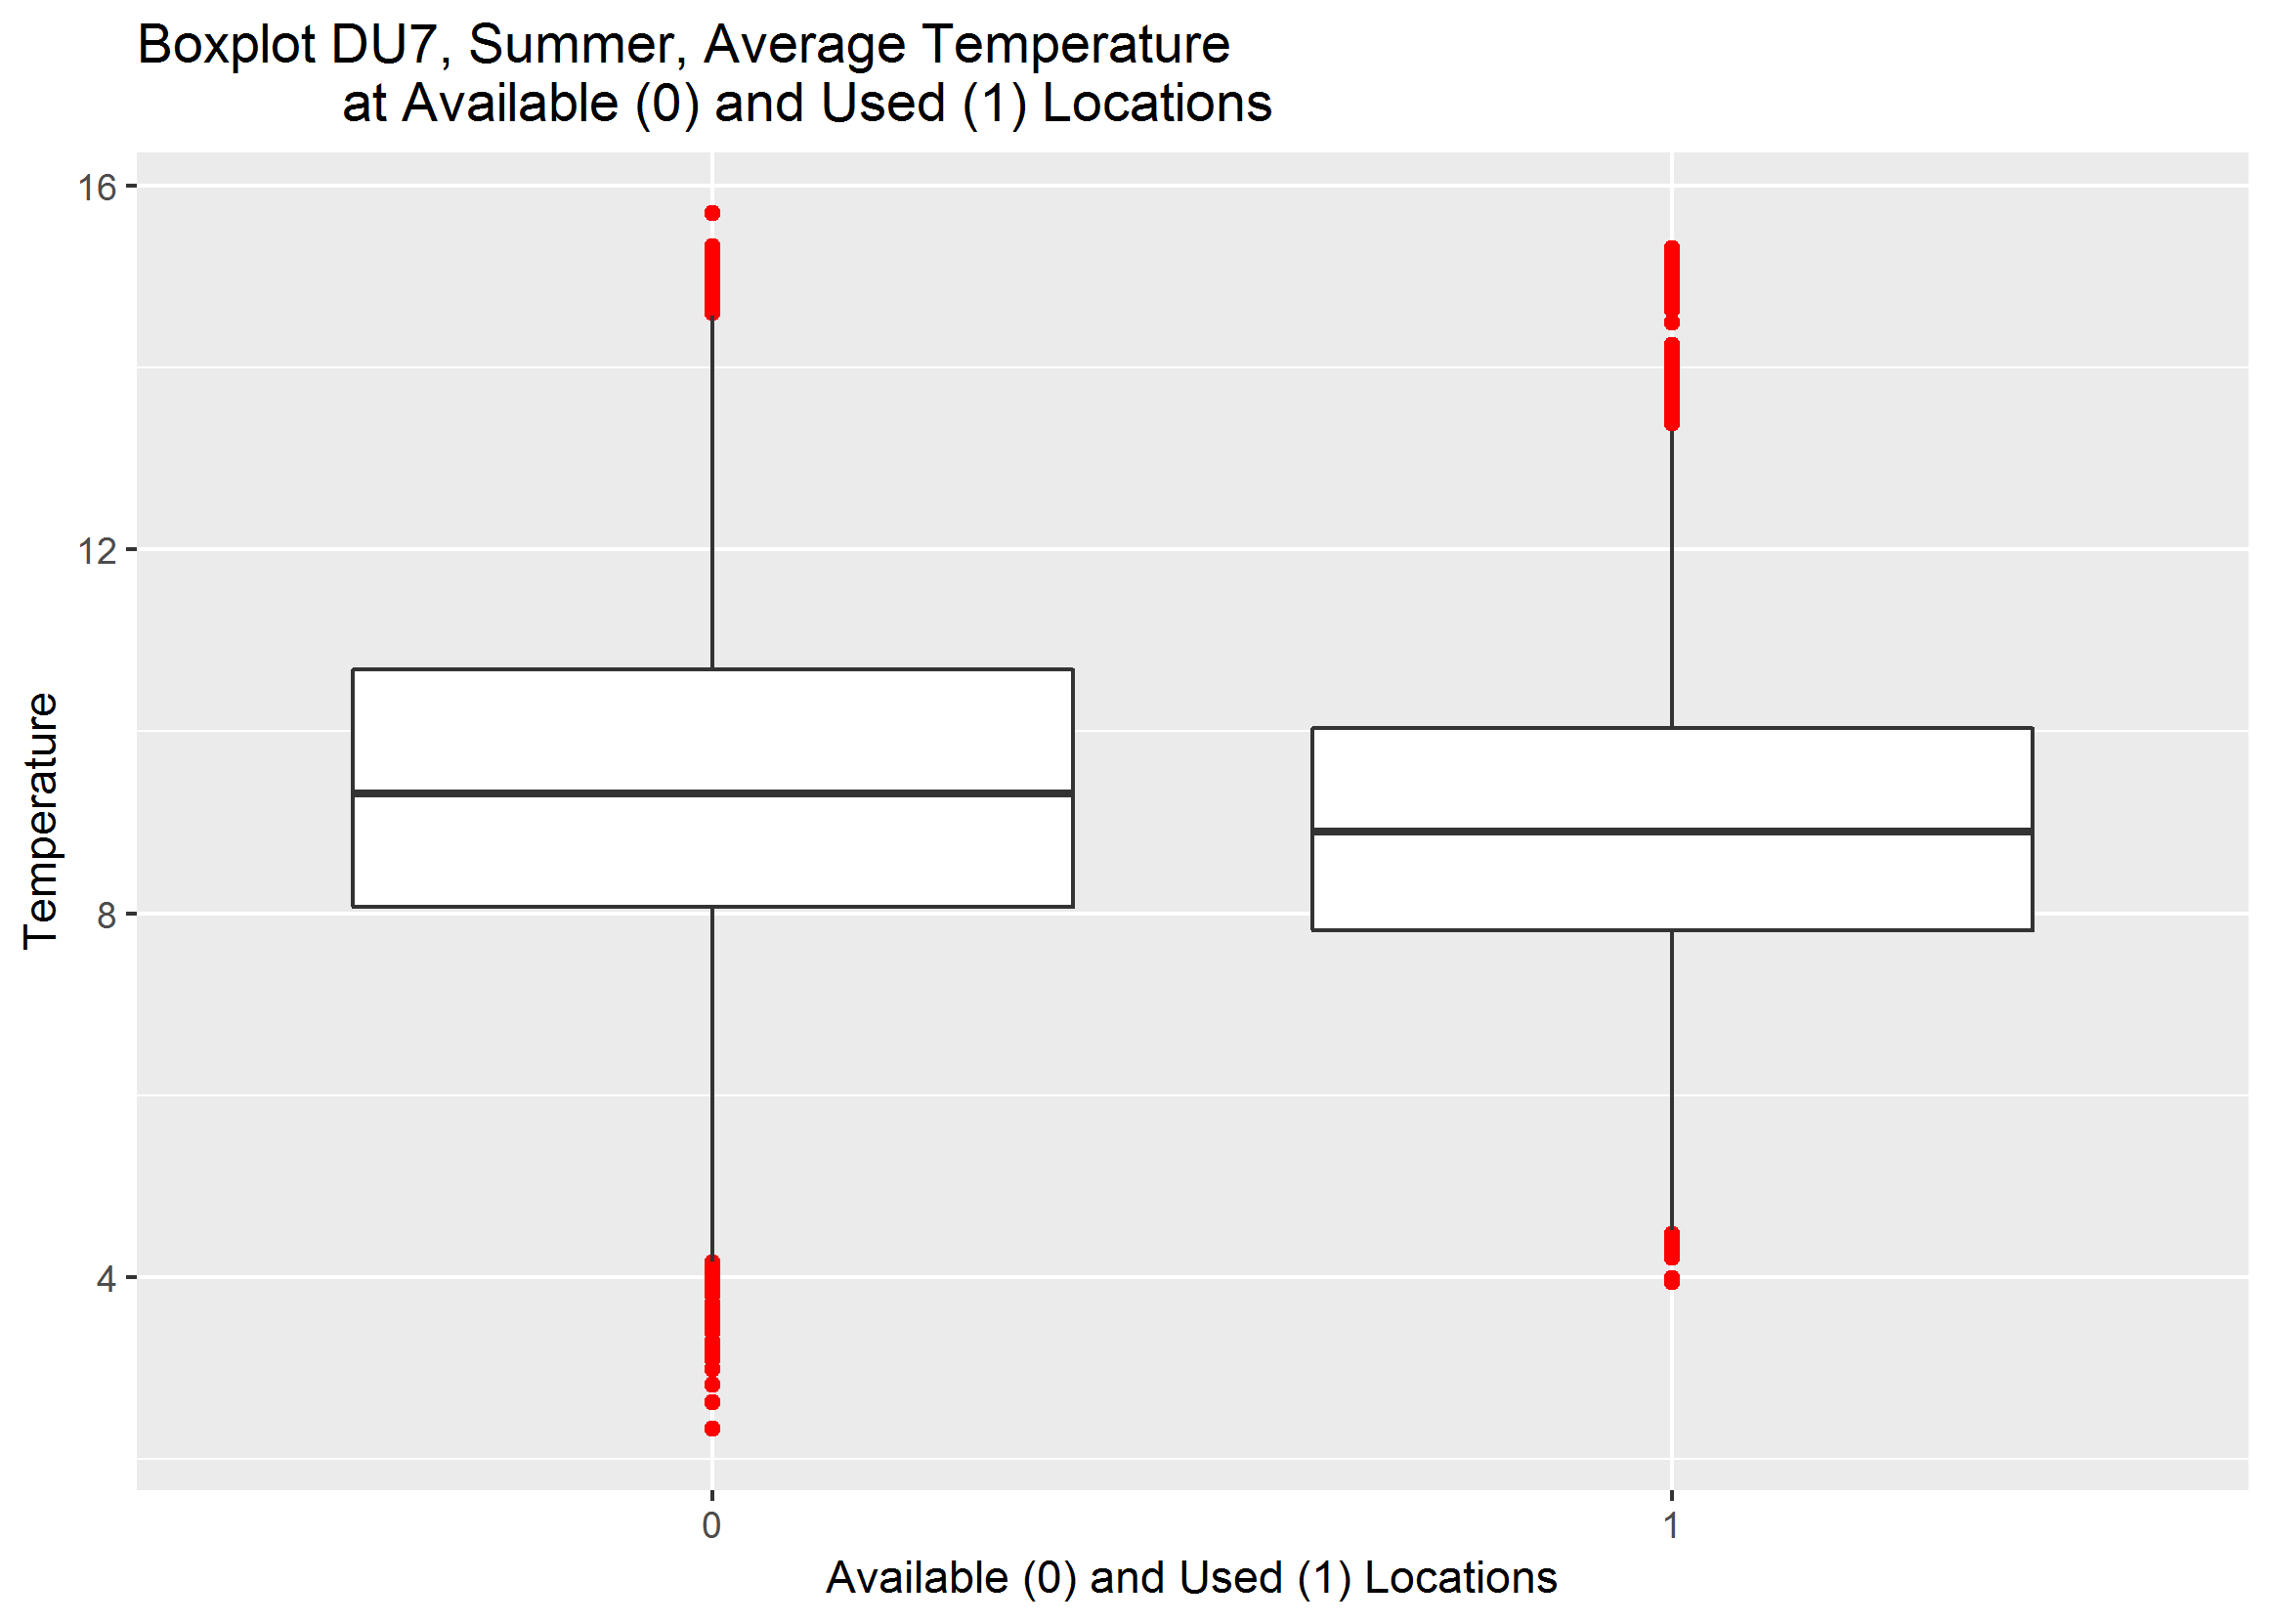 Boxplot DU7, Summer, Average Temperature
at Available (0) and Used (1) Locations
16
12
8
4
Temperature
0
1
Available (0) and Used (1) Locations